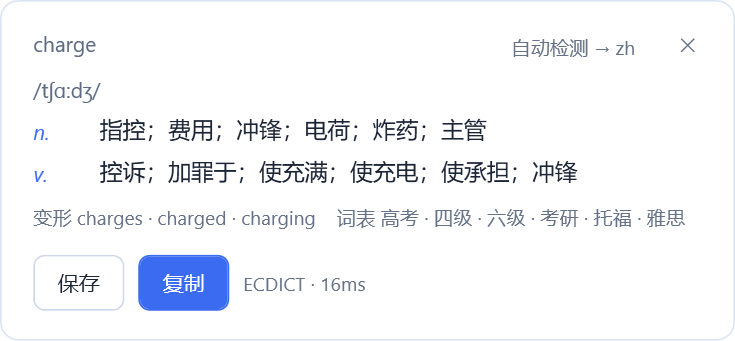 charge 自动检测 → zh ×
/tʃɑ:dʒ/
n. 指控；费用；冲锋；电荷；炸药；主管
v. 控诉；加罪于；使充满；使充电；使承担；冲锋
变形 charges · charged · charging 词表 高考 · 四级 · 六级 · 考研 · 托福 · 雅思
保存 复制 ECDICT · 16ms